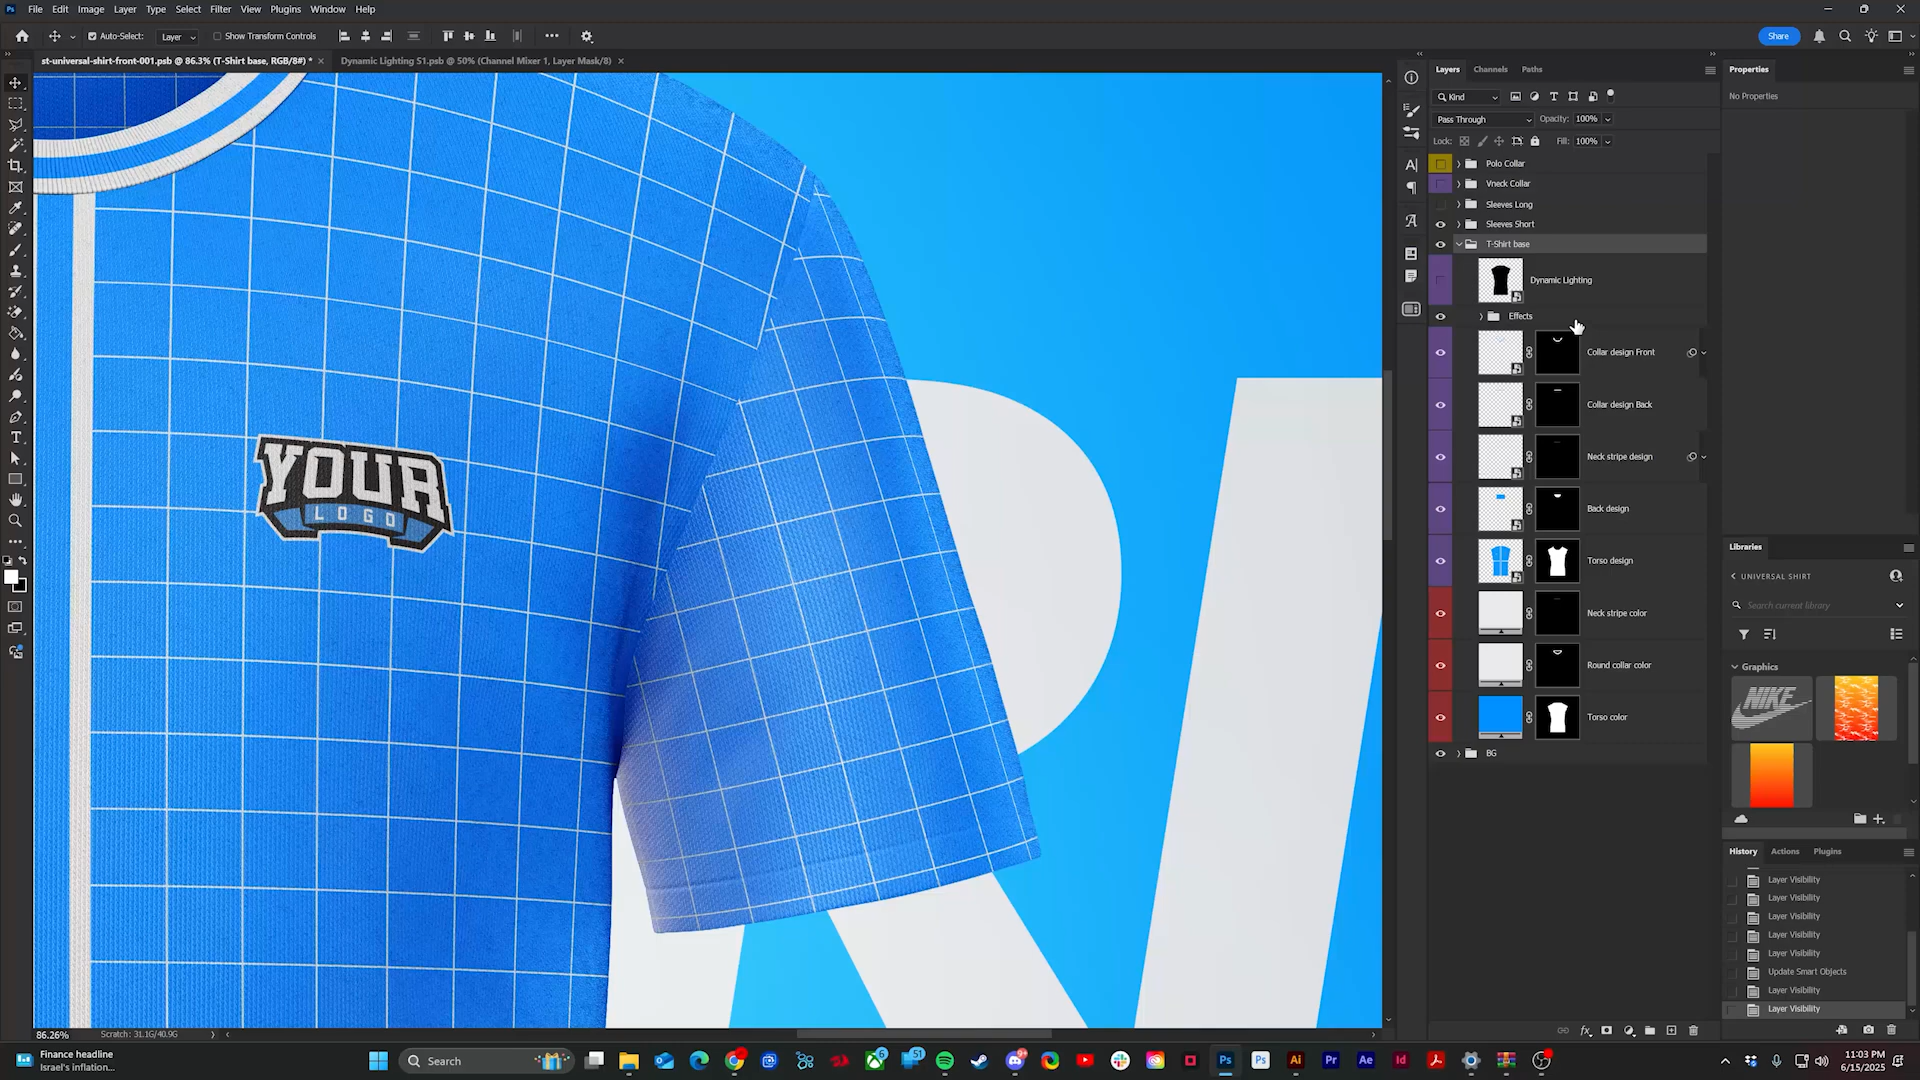 File Edit Image Layer Type Select Filter View Plugins Window Help
Auto-Select: Layer Show Transform Controls Share
st-universal-shirt-front-001.psb @ 86.3% (T-Shirt base, RGB/8#) * × Dynamic Lighting S1.psb @ 50% (Channel Mixer 1, Layer Mask/8) ×
YOUR
LOGO
Layers Channels Paths
Kind
Pass Through Opacity: 100%
Lock: Fill: 100%
Polo Collar
Vneck Collar
Sleeves Long
Sleeves Short
T-Shirt base
Dynamic Lighting
Effects
Collar design Front
Collar design Back
Neck stripe design
Back design
Torso design
Neck stripe color
Round collar color
Torso color
BG
Properties
No Properties
Libraries
UNIVERSAL SHIRT
Search current library
Graphics
NIKE
History Actions Plugins
Layer Visibility
Layer Visibility
Layer Visibility
Layer Visibility
Layer Visibility
Update Smart Objects
Layer Visibility
Layer Visibility
86.26% Scratch: 31.1G/40.9G
Finance headline
Israel's inflation...
Search
6
51
11:03 PM
6/15/2025